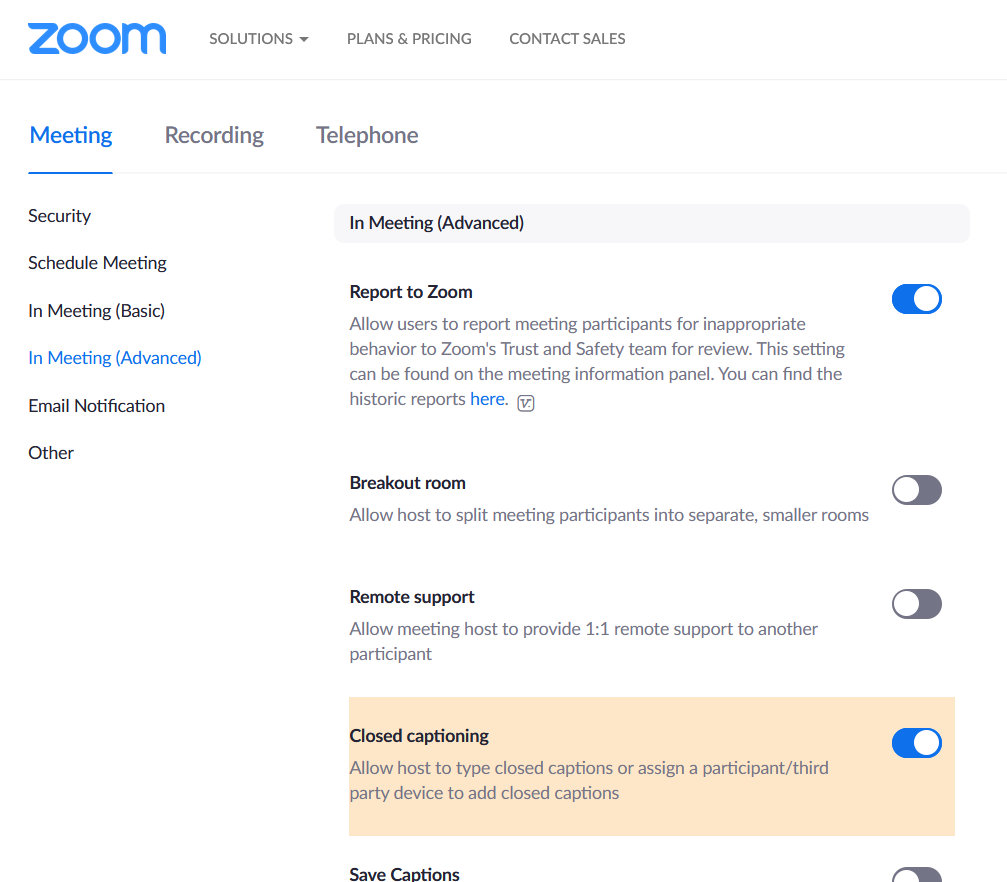 zoom
SOLUTIONS
PLANS & PRICING
CONTACT SALES
Meeting
Recording
Telephone
Security
Schedule Meeting
In Meeting (Basic)
In Meeting (Advanced)
Email Notification
Other
In Meeting (Advanced)
Report to Zoom
Allow users to report meeting participants for inappropriate
behavior to Zoom's Trust and Safety team for review. This setting
can be found on the meeting information panel. You can find the
historic reports here.
Breakout room
Allow host to split meeting participants into separate, smaller rooms
Remote support
Allow meeting host to provide 1:1 remote support to another
participant
Closed captioning
Allow host to type closed captions or assign a participant/third
party device to add closed captions
Save Captions